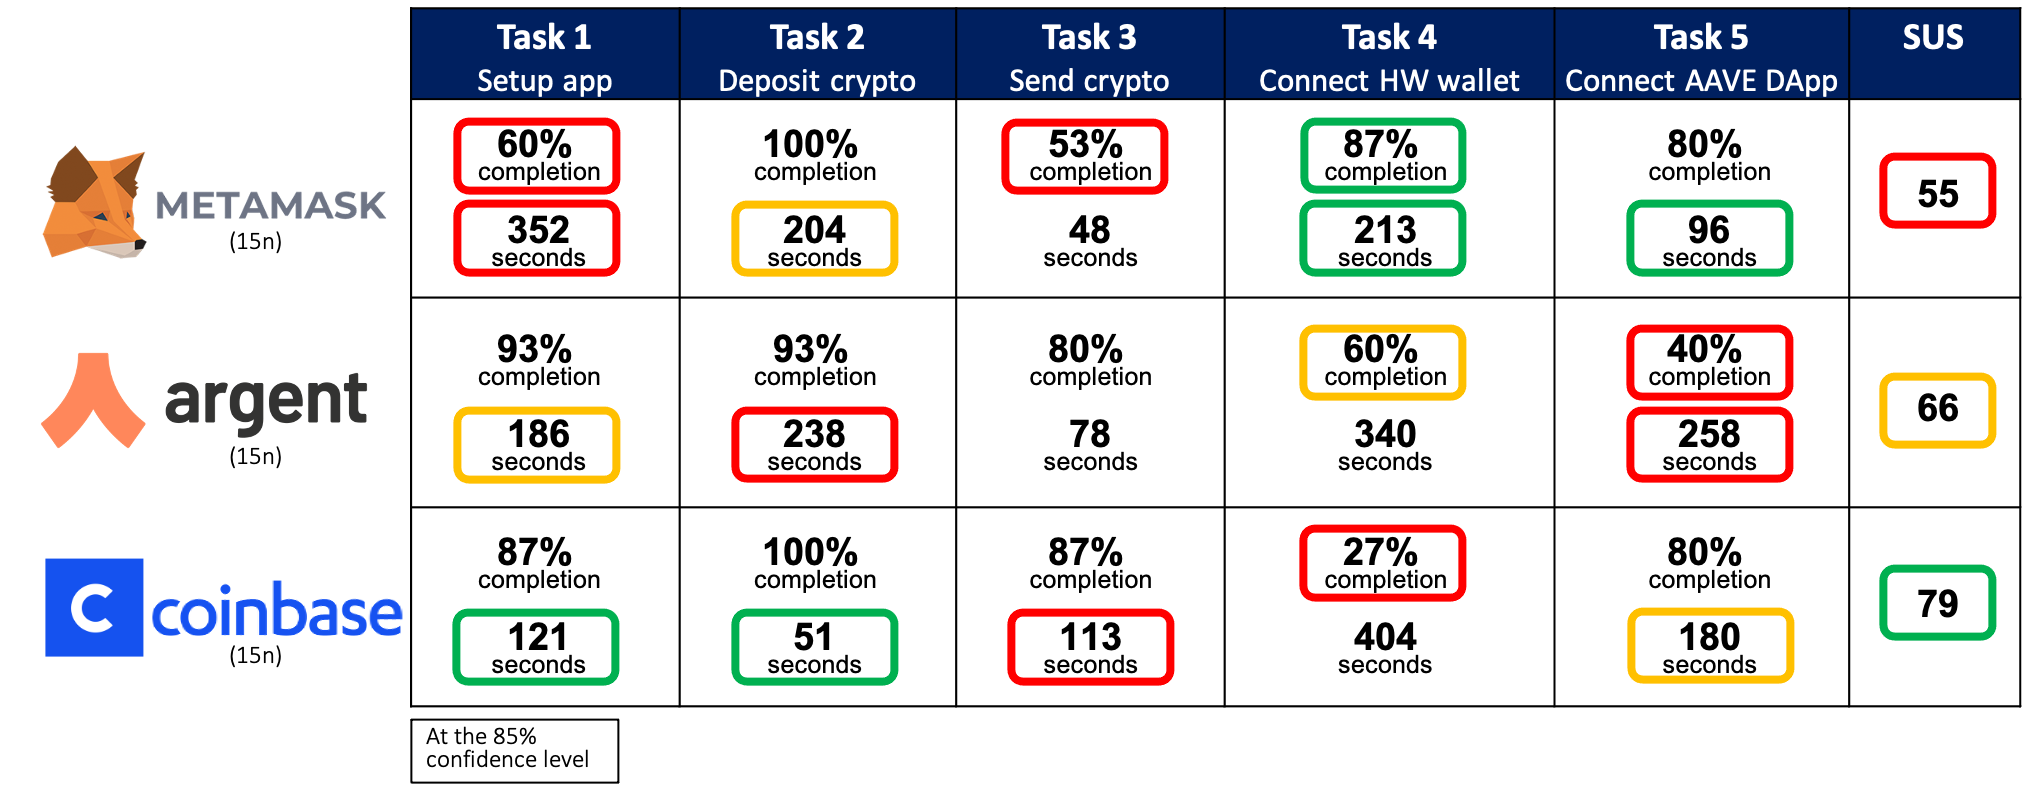 Task 1 Task 2 Task 3 Task 4 Task 5 SUS
Setup app Deposit crypto Send crypto Connect HW wallet Connect AAVE DApp
METAMASK
(15n)
60% 100% 53% 87% 80%
completion completion completion completion completion
55
352 204 48 213 96
seconds seconds seconds seconds seconds
argent
(15n)
93% 93% 80% 60% 40%
completion completion completion completion completion
66
186 238 78 340 258
seconds seconds seconds seconds seconds
C coinbase
(15n)
87% 100% 87% 27% 80%
completion completion completion completion completion
79
121 51 113 404 180
seconds seconds seconds seconds seconds
At the 85%
confidence level